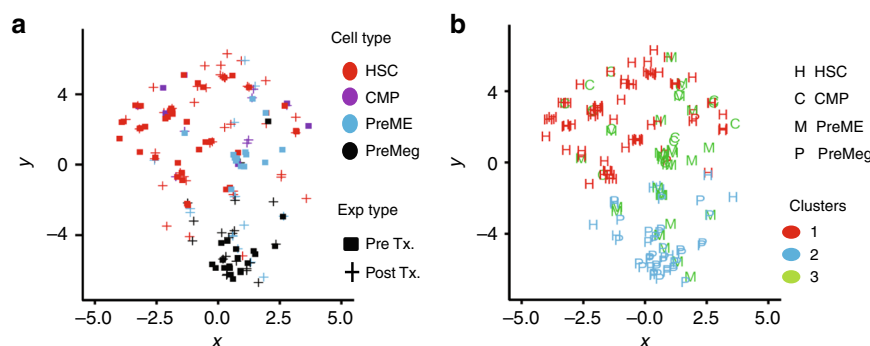 a
Cell type
HSC
CMP
PreME
PreMeg
Exp type
Pre Tx.
Post Tx.
y
4
0
−4
−5.0 −2.5 0.0 2.5 5.0
x
b
H HSC
C CMP
M PreME
P PreMeg
Clusters
1
2
3
y
4
0
−4
−5.0 −2.5 0.0 2.5 5.0
x